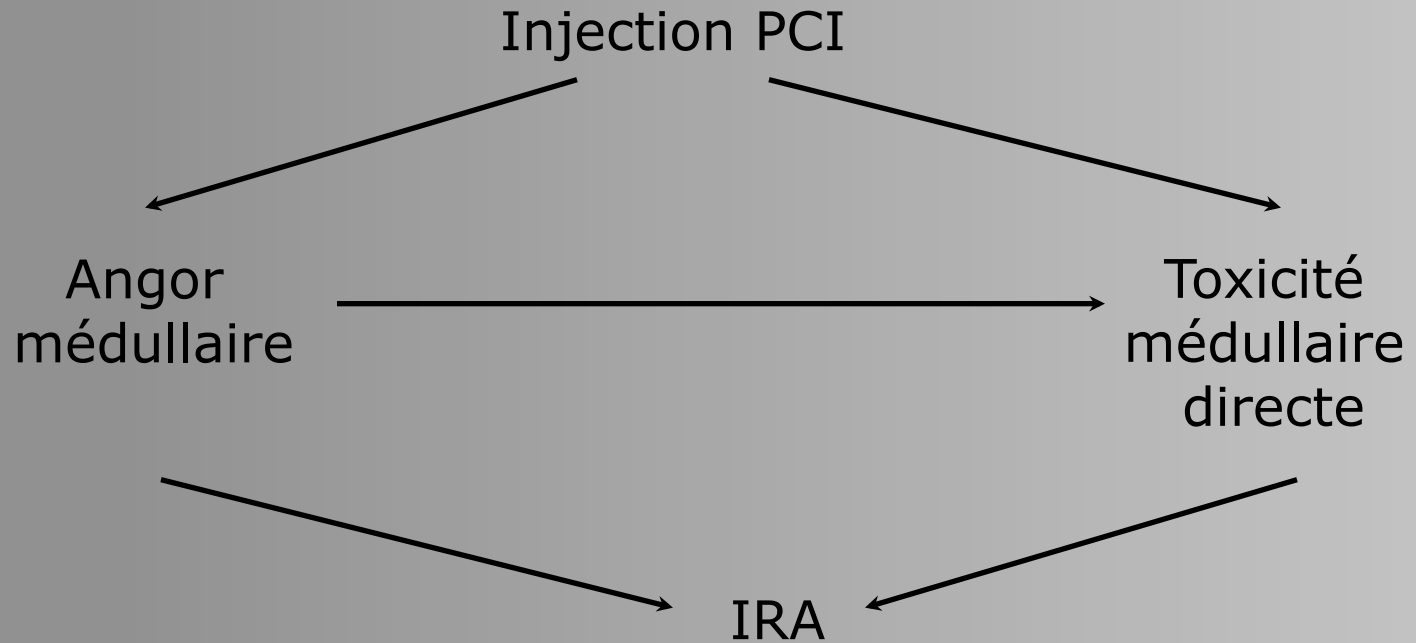 Injection PCI
Angor
médullaire
Toxicité
médullaire
directe
IRA